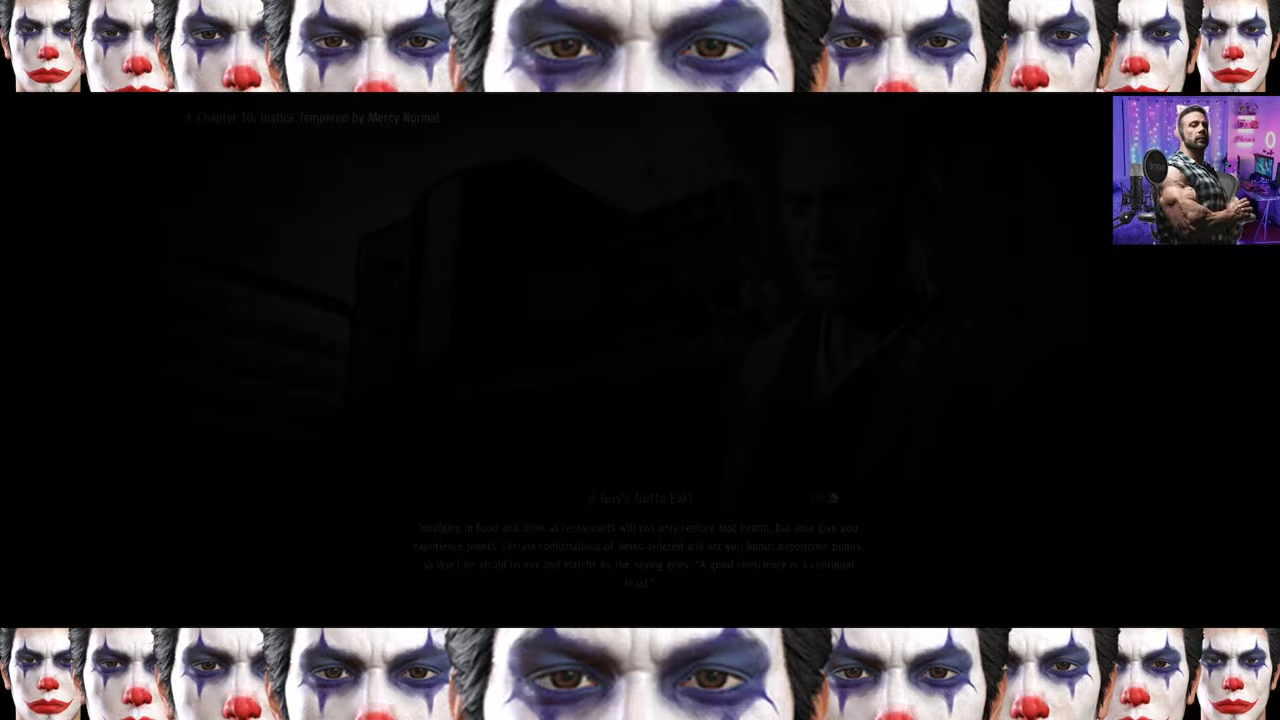 Chapter 10. Justice Tempered by Mercy Normal
A Guy's Gotta Eat!
Indulging in food and drink at restaurants will not only restore lost health, but also give you
experience points. Certain combinations of items ordered will net you bonus experience points,
so don't be afraid to mix and match! As the saying goes, "A good conscience is a continual
feast."